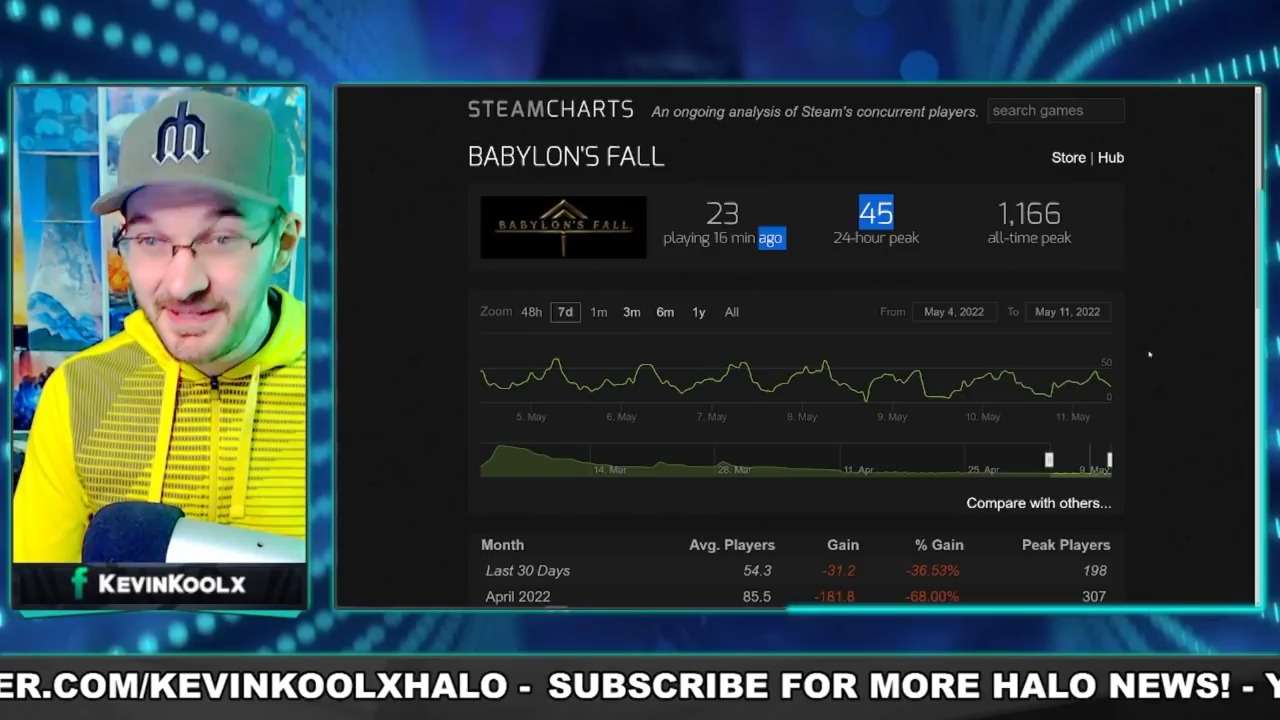 STEAMCHARTS An ongoing analysis of Steam's concurrent players. search games
BABYLON'S FALL Store | Hub
BABYLON'S FALL
23 45 1,166
playing 16 min ago 24-hour peak all-time peak
Zoom 48h 7d 1m 3m 6m 1y All From May 4, 2022 To May 11, 2022
50
0
5. May 6. May 7. May 8. May 9. May 10. May 11. May
14. Mar 28. Mar 11. Apr 25. Apr 9. May
Compare with others...
Month Avg. Players Gain % Gain Peak Players
Last 30 Days 54.3 -31.2 -36.53% 198
April 2022 85.5 -181.8 -68.00% 307
f KEVINKOOLX
ER.COM/KEVINKOOLXHALO - SUBSCRIBE FOR MORE HALO NEWS! - Y